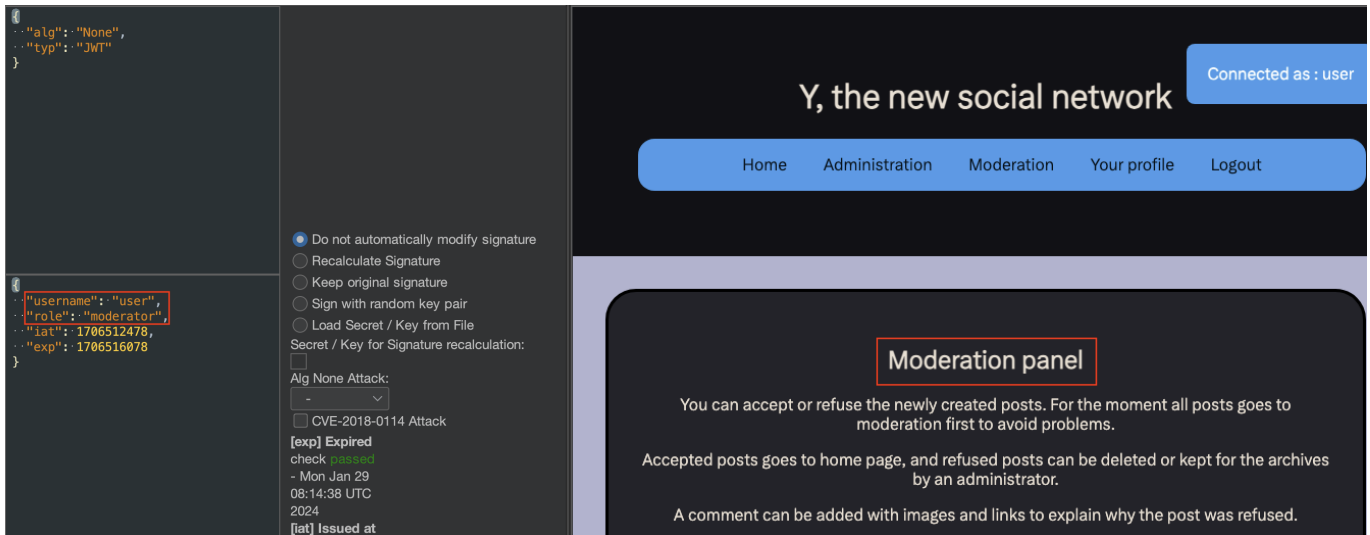 {
"alg": "None",
"typ": "JWT"
}
{
"username": "user",
"role": "moderator",
"iat": 1706512478,
"exp": 1706516078
}
Do not automatically modify signature
Recalculate Signature
Keep original signature
Sign with random key pair
Load Secret / Key from File
Secret / Key for Signature recalculation:
Alg None Attack:
-
CVE-2018-0114 Attack
[exp] Expired
check passed
- Mon Jan 29
08:14:38 UTC
2024
[iat] Issued at
Connected as : user
Y, the new social network
Home Administration Moderation Your profile Logout
Moderation panel
You can accept or refuse the newly created posts. For the moment all posts goes to
moderation first to avoid problems.
Accepted posts goes to home page, and refused posts can be deleted or kept for the archives
by an administrator.
A comment can be added with images and links to explain why the post was refused.